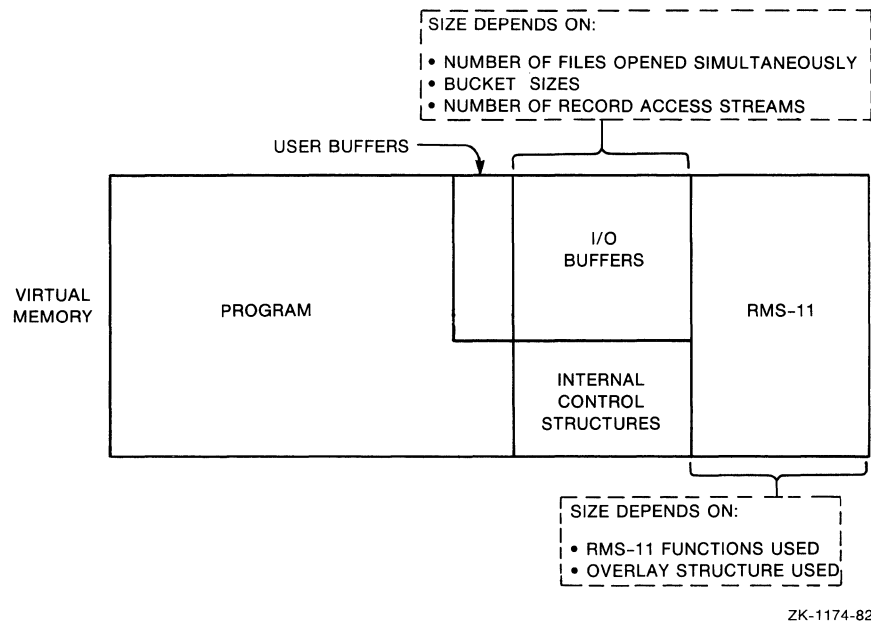 SIZE DEPENDS ON:
• NUMBER OF FILES OPENED SIMULTANEOUSLY
• BUCKET SIZES
• NUMBER OF RECORD ACCESS STREAMS
USER BUFFERS
I/O
BUFFERS
VIRTUAL
MEMORY
PROGRAM
RMS-11
INTERNAL
CONTROL
STRUCTURES
SIZE DEPENDS ON:
• RMS-11 FUNCTIONS USED
• OVERLAY STRUCTURE USED
ZK-1174-82